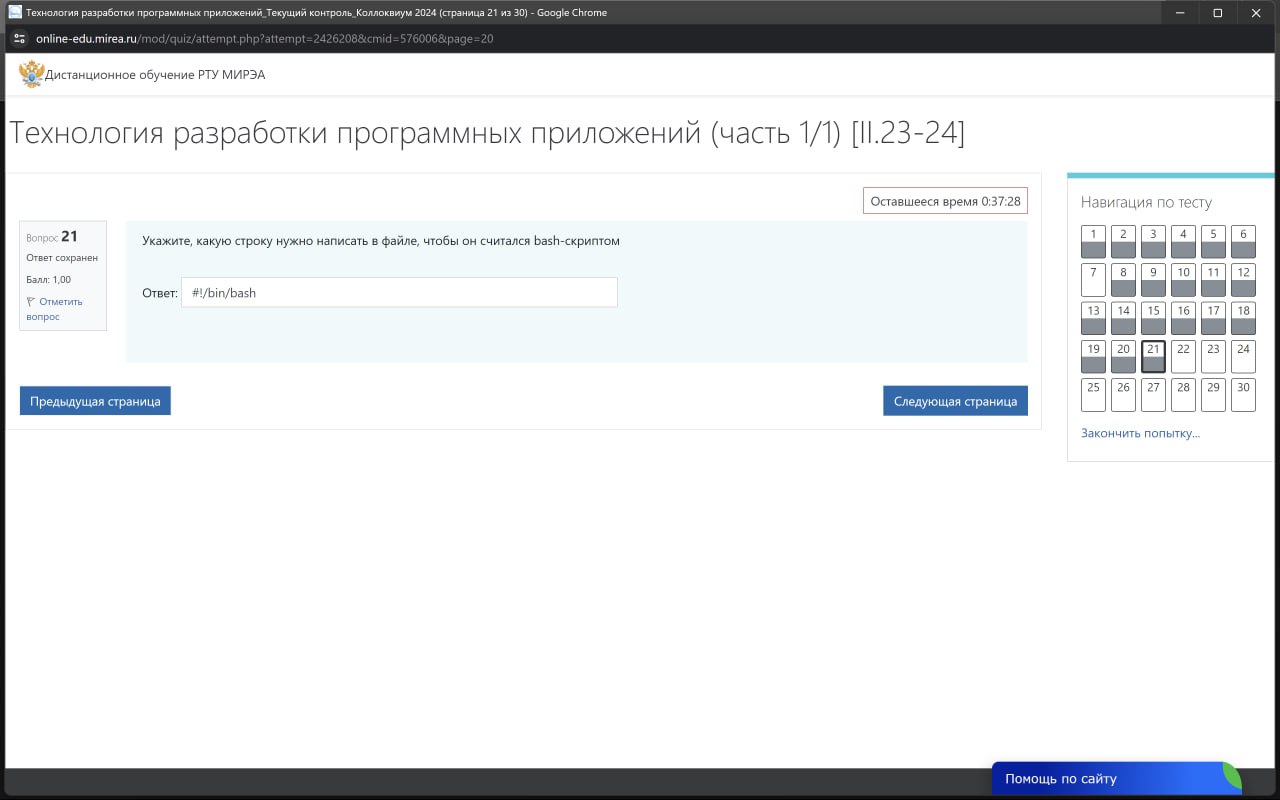 Технология разработки программных приложений_Текущий контроль_Коллоквиум 2024 (страница 21 из 30) - Google Chrome
online-edu.mirea.ru/mod/quiz/attempt.php?attempt=2426208&cmid=576006&page=20
Дистанционное обучение РТУ МИРЭА
Технология разработки программных приложений (часть 1/1) [II.23-24]
Оставшееся время 0:37:28
Вопрос 21
Ответ сохранен
Балл: 1,00
Отметить
вопрос
Укажите, какую строку нужно написать в файле, чтобы он считался bash-скриптом
Ответ: #!/bin/bash
Предыдущая страница
Следующая страница
Навигация по тесту
1 2 3 4 5 6
7 8 9 10 11 12
13 14 15 16 17 18
19 20 21 22 23 24
25 26 27 28 29 30
Закончить попытку...
Помощь по сайту